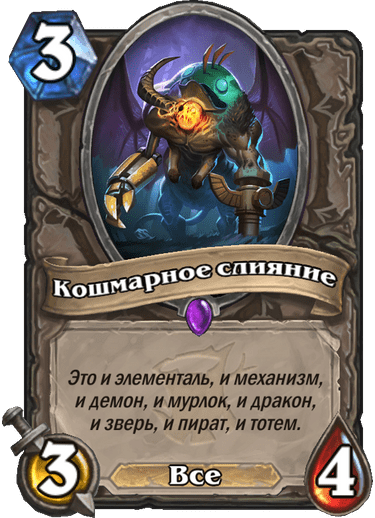 3
Кошмарное слияние
Это и элементаль, и механизм,
и демон, и мурлок, и дракон,
и зверь, и пират, и тотем.
3
Все
4